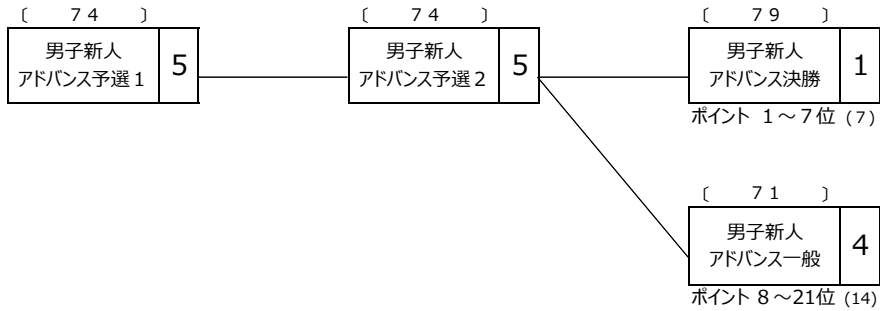 〔　７４　〕
男子新人
アドバンス予選１
5
〔　７４　〕
男子新人
アドバンス予選２
5
〔　７９　〕
男子新人
アドバンス決勝
1
ポイント １～７位 (７)
〔　７１　〕
男子新人
アドバンス一般
4
ポイント ８～21位 (14)